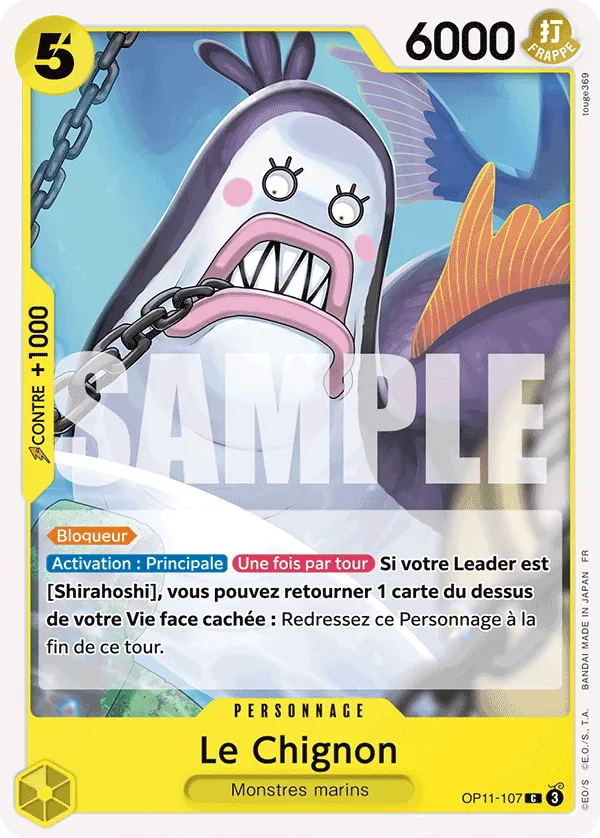 5
6000
打
FRAPPE
touge369
CONTRE +1000
SAMPLE
Bloqueur
Activation : Principale Une fois par tour Si votre Leader est
[Shirahoshi], vous pouvez retourner 1 carte du dessus
de votre Vie face cachée : Redressez ce Personnage à la
fin de ce tour.
©EO/S ©E.O./S., T.A. BANDAI MADE IN JAPAN FR
PERSONNAGE
Le Chignon
Monstres marins
OP11-107 C 3